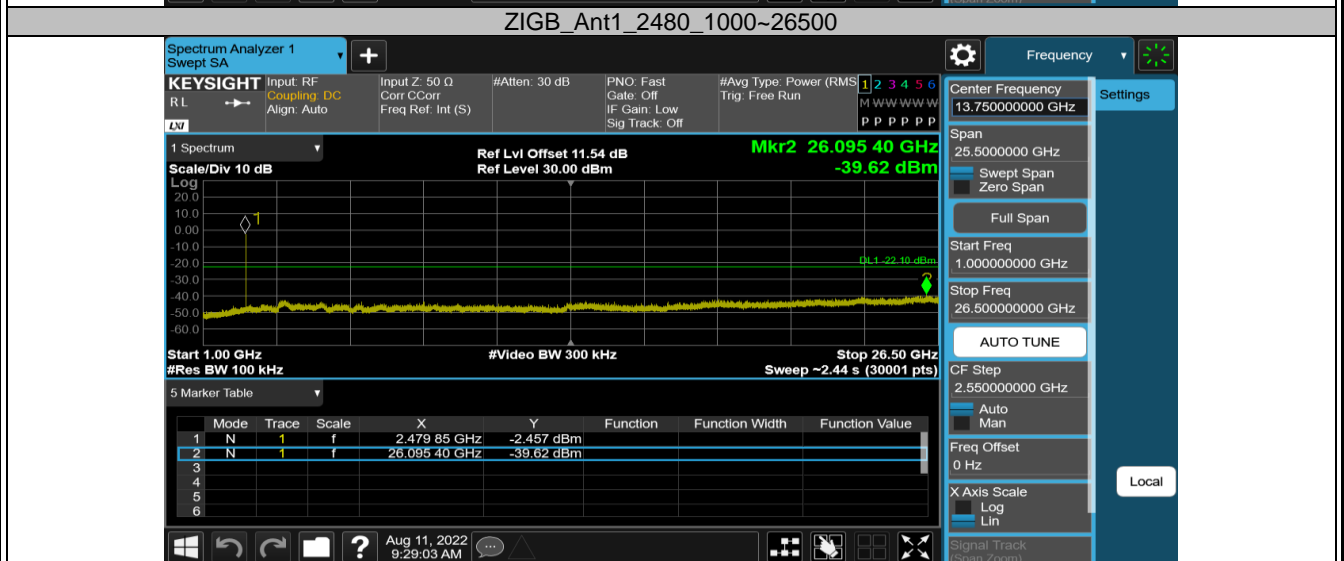 (Span Zoom)
ZIGB_Ant1_2480_1000~26500
Spectrum Analyzer 1
Swept SA
Frequency
KEYSIGHT
R L
LXI
Input: RF
Coupling: DC
Align: Auto
Input Z: 50 Ω
Corr CCorr
Freq Ref: Int (S)
#Atten: 30 dB
PNO: Fast
Gate: Off
IF Gain: Low
Sig Track: Off
#Avg Type: Power (RMS
Trig: Free Run
1 2 3 4 5 6
M W W W W W
P P P P P P
1 Spectrum
Scale/Div 10 dB
Ref Lvl Offset 11.54 dB
Ref Level 30.00 dBm
Mkr2 26.095 40 GHz
-39.62 dBm
Log
20.0
10.0
0.00
-10.0
-20.0
-30.0
-40.0
-50.0
-60.0
1
DL1 -22.10 dBm
2
Start 1.00 GHz
#Res BW 100 kHz
#Video BW 300 kHz
Stop 26.50 GHz
Sweep ~2.44 s (30001 pts)
5 Marker Table
Mode Trace Scale X Y Function Function Width Function Value
1 N 1 f 2.479 85 GHz -2.457 dBm
2 N 1 f 26.095 40 GHz -39.62 dBm
3
4
5
6
?
Aug 11, 2022
9:29:03 AM
Center Frequency
13.750000000 GHz
Settings
Span
25.5000000 GHz
Swept Span
Zero Span
Full Span
Start Freq
1.000000000 GHz
Stop Freq
26.500000000 GHz
AUTO TUNE
CF Step
2.550000000 GHz
Auto
Man
Freq Offset
0 Hz
X Axis Scale
Log
Lin
Local
Signal Track
(Span Zoom)